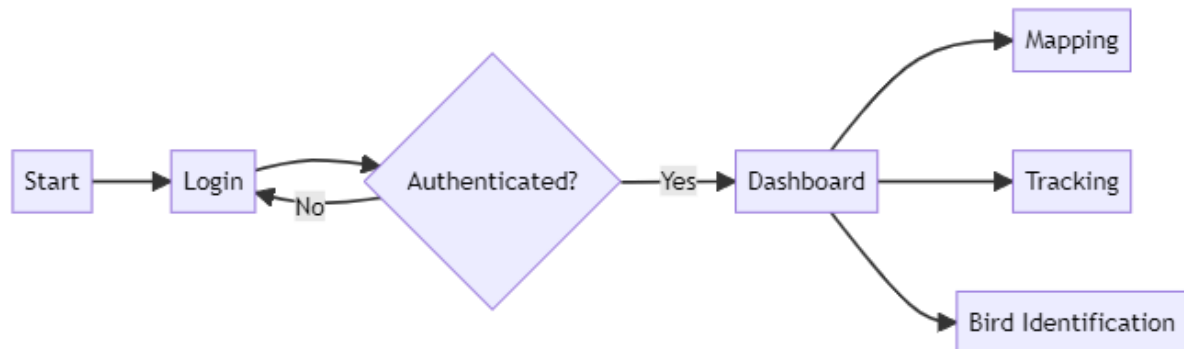 Start
Login
No
Authenticated?
Yes
Dashboard
Mapping
Tracking
Bird Identification